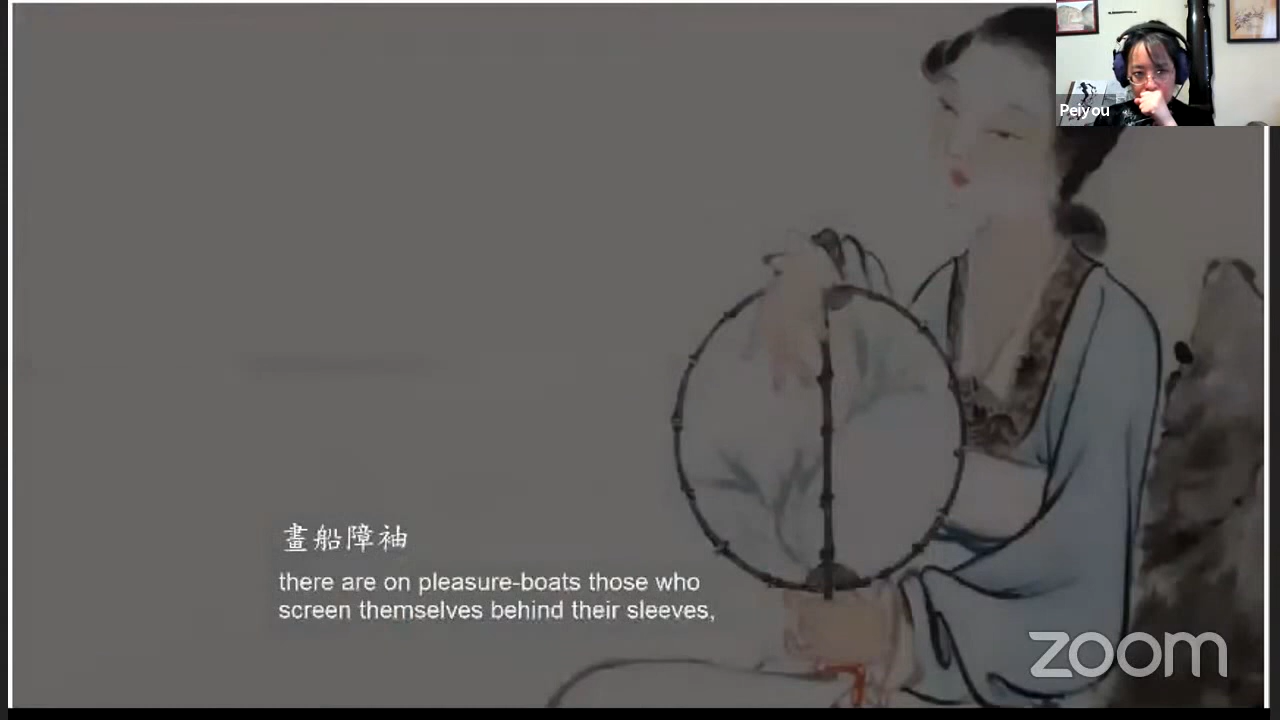 Peiyou
畫船障袖
there are on pleasure-boats those who
screen themselves behind their sleeves,
zoom